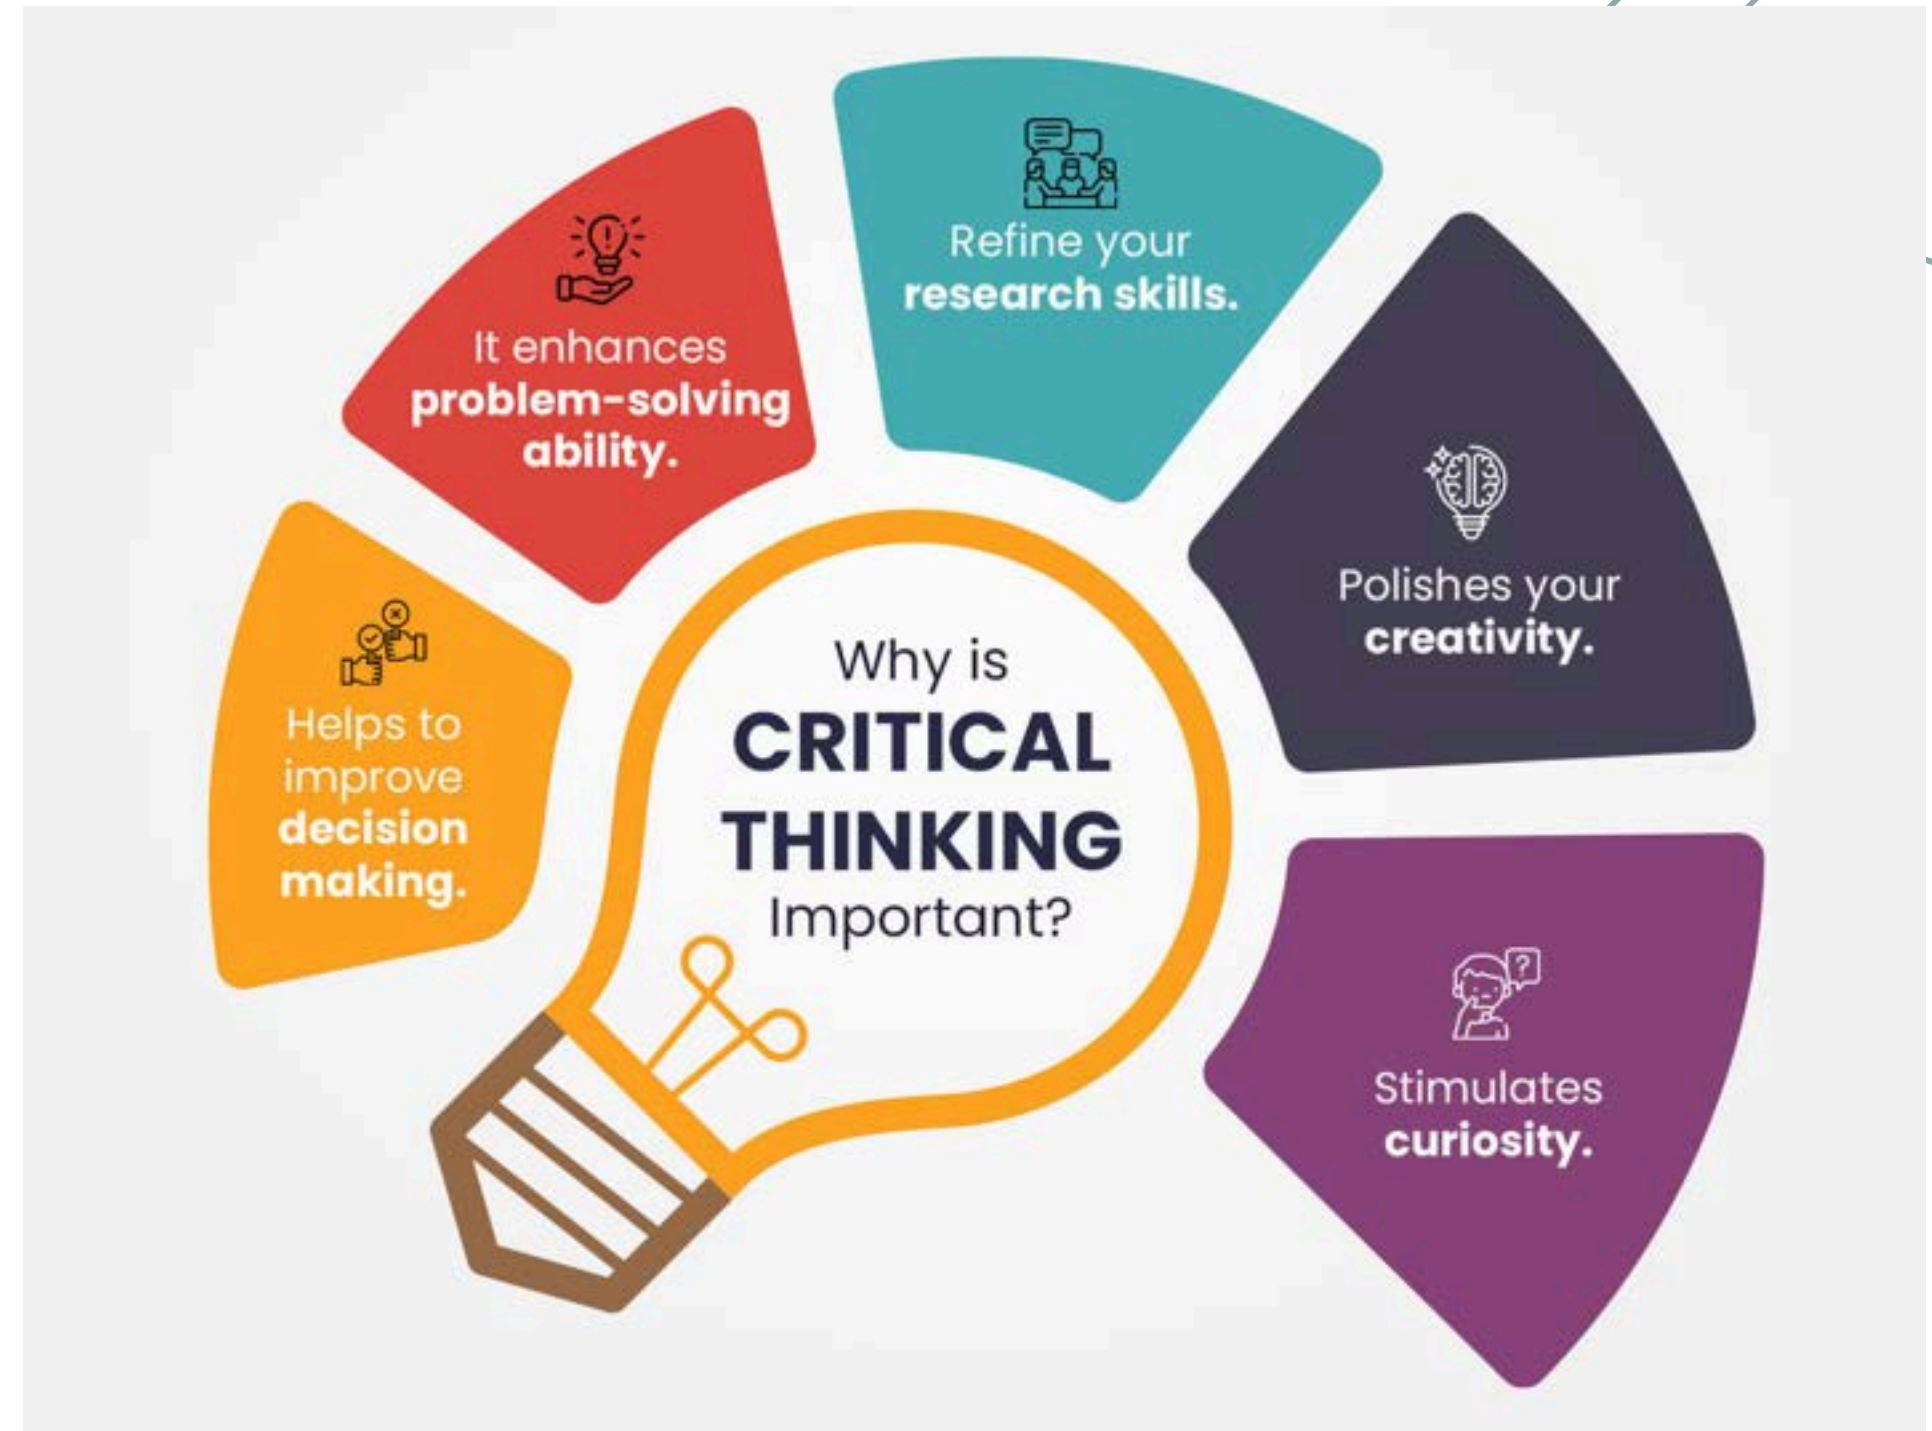 Why is
CRITICAL
THINKING
Important?
Helps to
improve
decision
making.
It enhances
problem-solving
ability.
Refine your
research skills.
Polishes your
creativity.
Stimulates
curiosity.